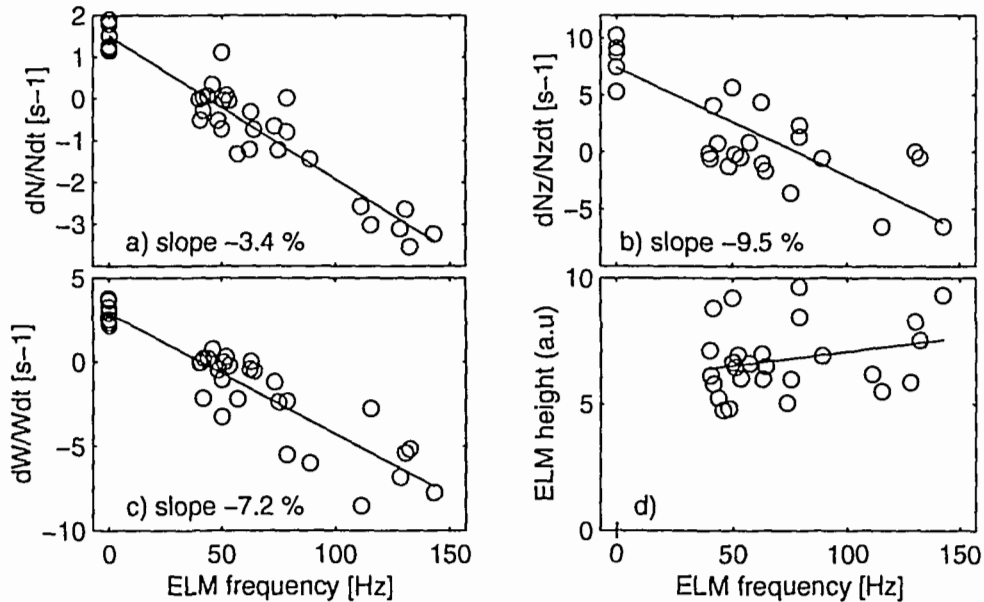 2
1
0
−1
−2
−3
−4
dN/Ndt [s−1]
a) slope −3.4 %
10
5
0
−5
dNz/Nzdt [s−1]
b) slope −9.5 %
5
0
−5
−10
dW/Wdt [s−1]
c) slope −7.2 %
0
50
100
150
ELM frequency [Hz]
10
5
0
ELM height (a.u)
d)
0
50
100
150
ELM frequency [Hz]